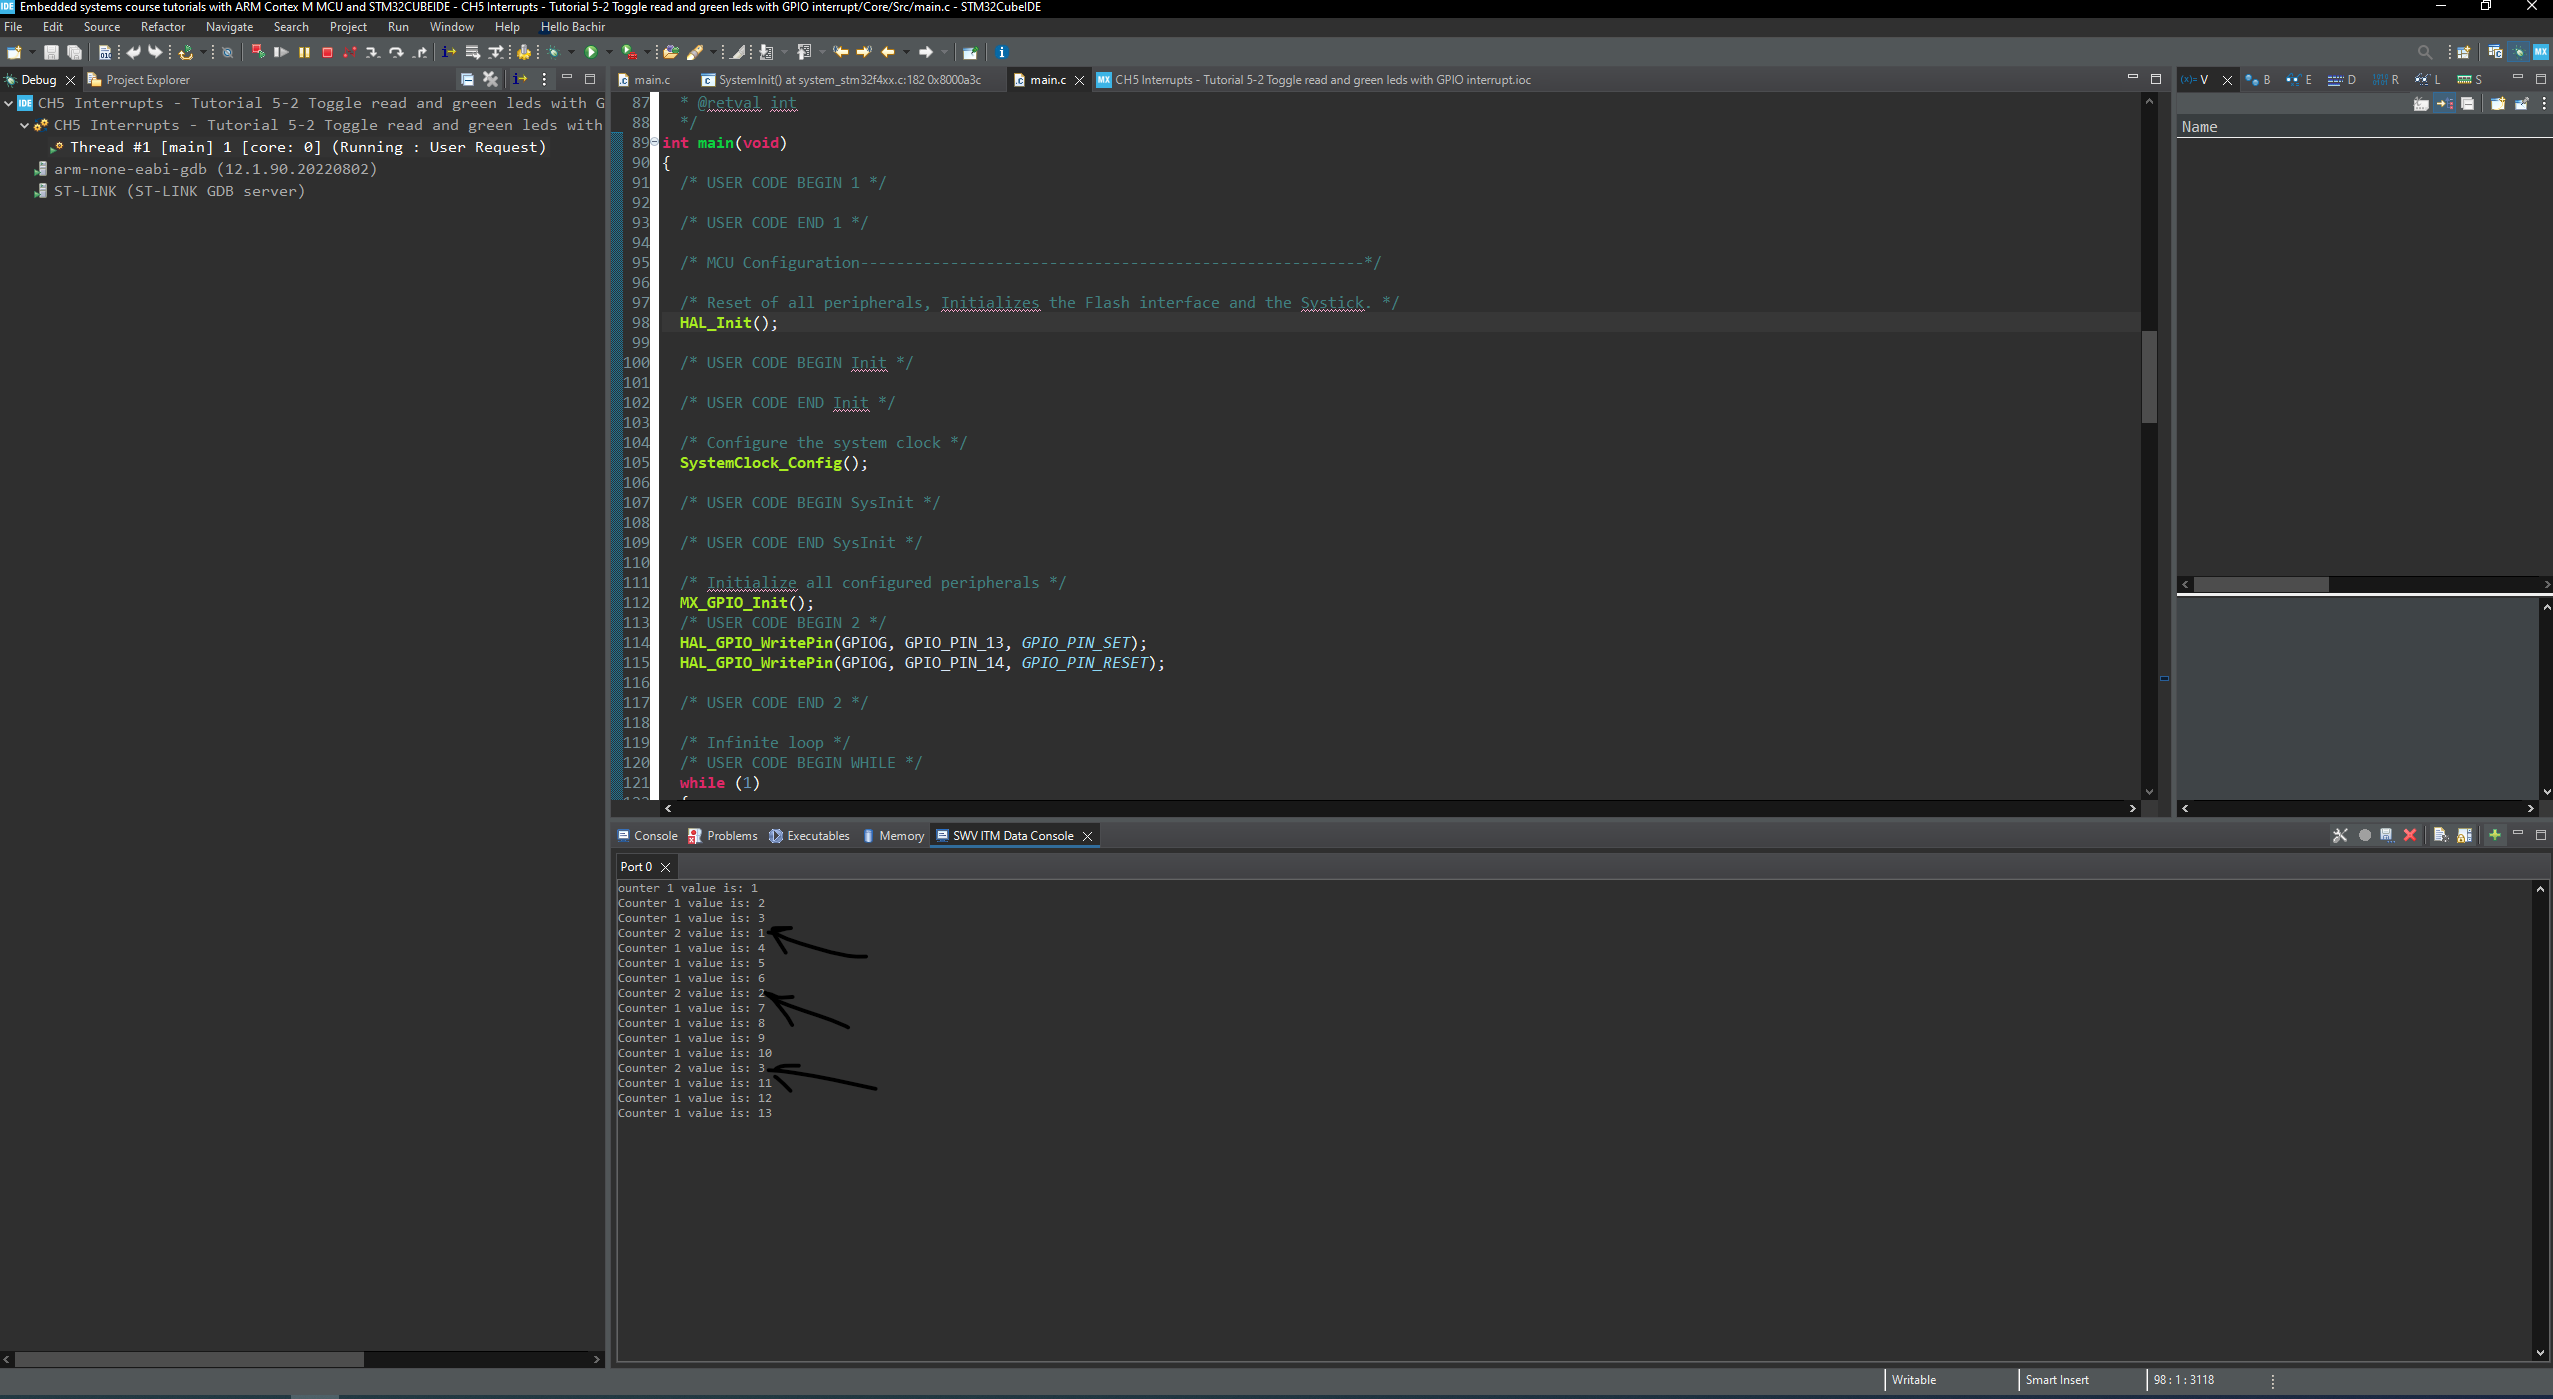 IDE Embedded systems course tutorials with ARM Cortex M MCU and STM32CUBEIDE - CH5 Interrupts - Tutorial 5-2 Toggle read and green leds with GPIO interrupt/Core/Src/main.c - STM32CubeIDE
File Edit Source Refactor Navigate Search Project Run Window Help Hello Bachir
Debug Project Explorer
IDE CH5 Interrupts - Tutorial 5-2 Toggle read and green leds with G
CH5 Interrupts - Tutorial 5-2 Toggle read and green leds with
Thread #1 [main] 1 [core: 0] (Running : User Request)
arm-none-eabi-gdb (12.1.90.20220802)
ST-LINK (ST-LINK GDB server)
main.c SystemInit() at system_stm32f4xx.c:182 0x8000a3c main.c MX CH5 Interrupts - Tutorial 5-2 Toggle read and green leds with GPIO interrupt.ioc
87 * @retval int
88 */
89 int main(void)
90 {
91 /* USER CODE BEGIN 1 */
92
93 /* USER CODE END 1 */
94
95 /* MCU Configuration--------------------------------------------------------*/
96
97 /* Reset of all peripherals, Initializes the Flash interface and the Systick. */
98 HAL_Init();
99
100 /* USER CODE BEGIN Init */
101
102 /* USER CODE END Init */
103
104 /* Configure the system clock */
105 SystemClock_Config();
106
107 /* USER CODE BEGIN SysInit */
108
109 /* USER CODE END SysInit */
110
111 /* Initialize all configured peripherals */
112 MX_GPIO_Init();
113 /* USER CODE BEGIN 2 */
114 HAL_GPIO_WritePin(GPIOG, GPIO_PIN_13, GPIO_PIN_SET);
115 HAL_GPIO_WritePin(GPIOG, GPIO_PIN_14, GPIO_PIN_RESET);
116
117 /* USER CODE END 2 */
118
119 /* Infinite loop */
120 /* USER CODE BEGIN WHILE */
121 while (1)
(x)= V B E D R L S
MX
Name
Console Problems Executables Memory SWV ITM Data Console
Port 0
ounter 1 value is: 1
Counter 1 value is: 2
Counter 1 value is: 3
Counter 2 value is: 1
Counter 1 value is: 4
Counter 1 value is: 5
Counter 1 value is: 6
Counter 2 value is: 2
Counter 1 value is: 7
Counter 1 value is: 8
Counter 1 value is: 9
Counter 1 value is: 10
Counter 2 value is: 3
Counter 1 value is: 11
Counter 1 value is: 12
Counter 1 value is: 13
Writable Smart Insert 98 : 1 : 3118